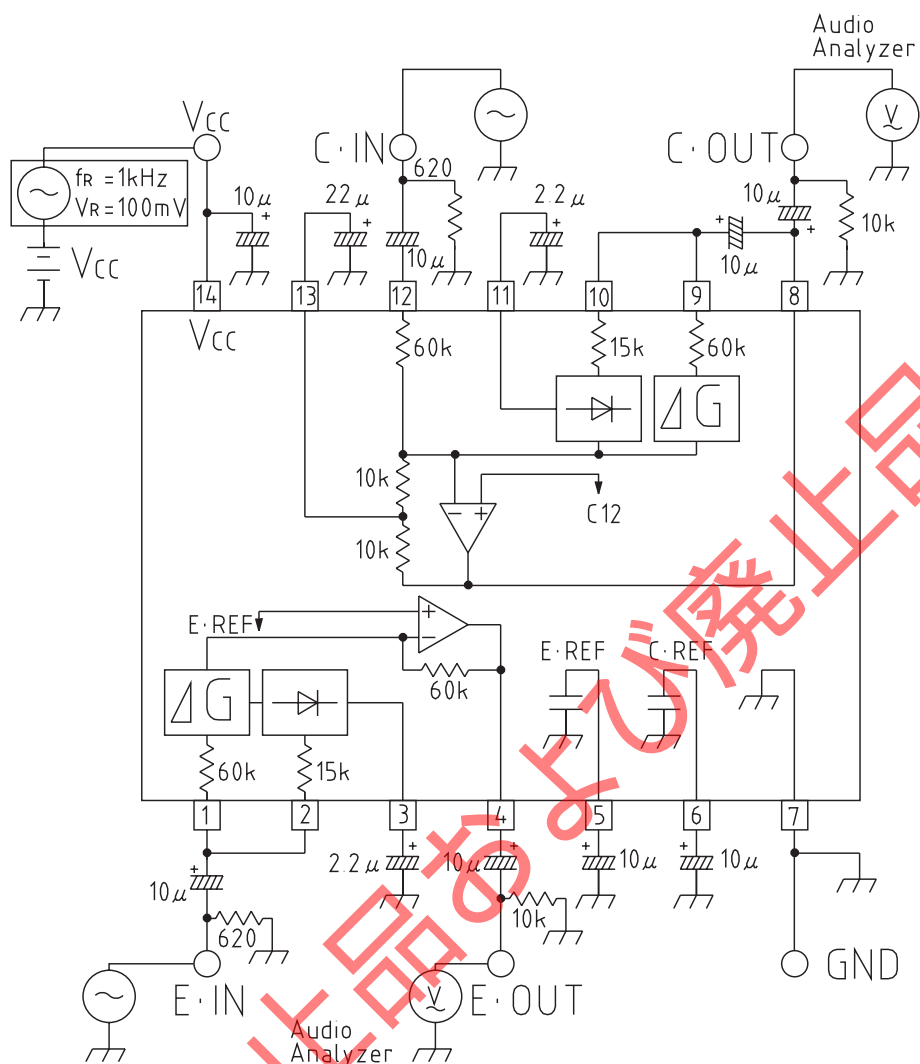 Audio
Analyzer
Vcc
C·IN
C·OUT
fR =1kHz
VR =100mV
Vcc
10μ
+
22μ
+
620
10μ
2.2μ
+
+
10μ
10μ
+
10k
14
13
12
11
10
9
8
Vcc
60k
15k
60k
ΔG
10k
10k
− +
C12
E·REF
+
−
60k
E·REF
C·REF
ΔG
60k
15k
1
2
3
4
5
6
7
+
10μ
2.2μ
+
10μ
+
+
10μ
+
10μ
620
10k
E·IN
V
E·OUT
GND
Audio
Analyzer
V
止品および廃止品